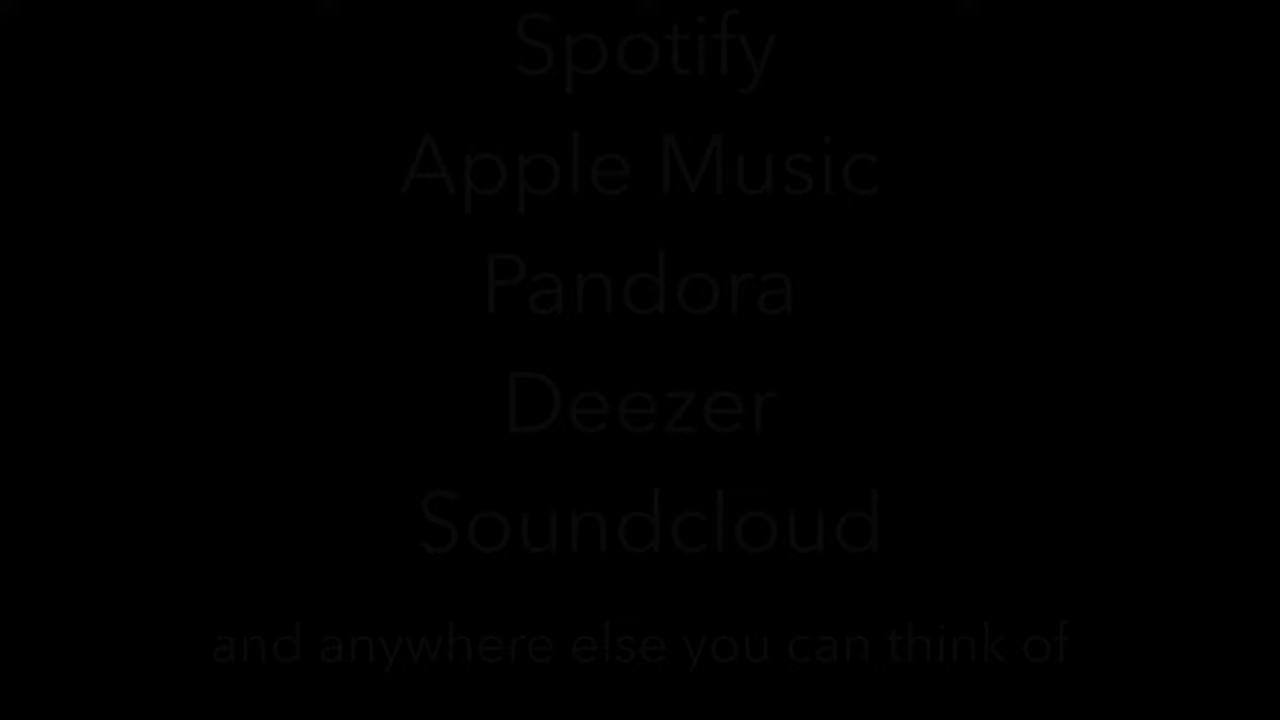 Spotify
Apple Music
Pandora
Deezer
Soundcloud
and anywhere else you can think of